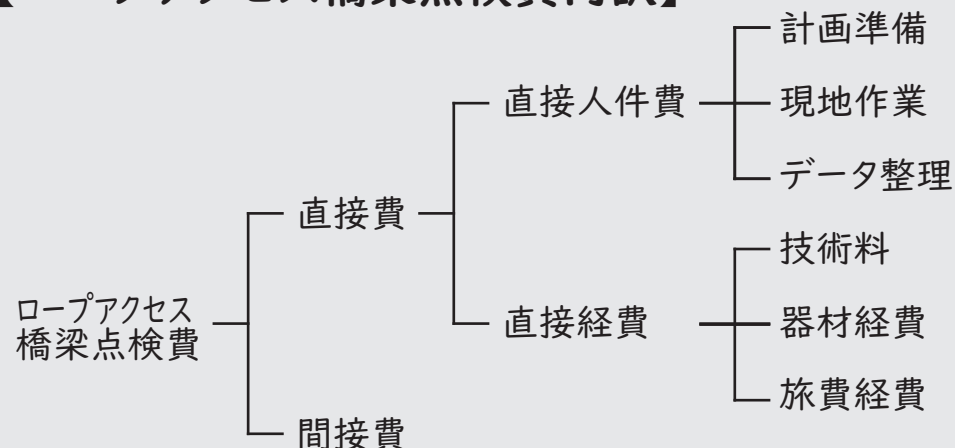 計画準備
直接人件費
現地作業
データ整理
直接費
技術料
ロープアクセス
橋梁点検費
直接経費
器材経費
旅費経費
間接費